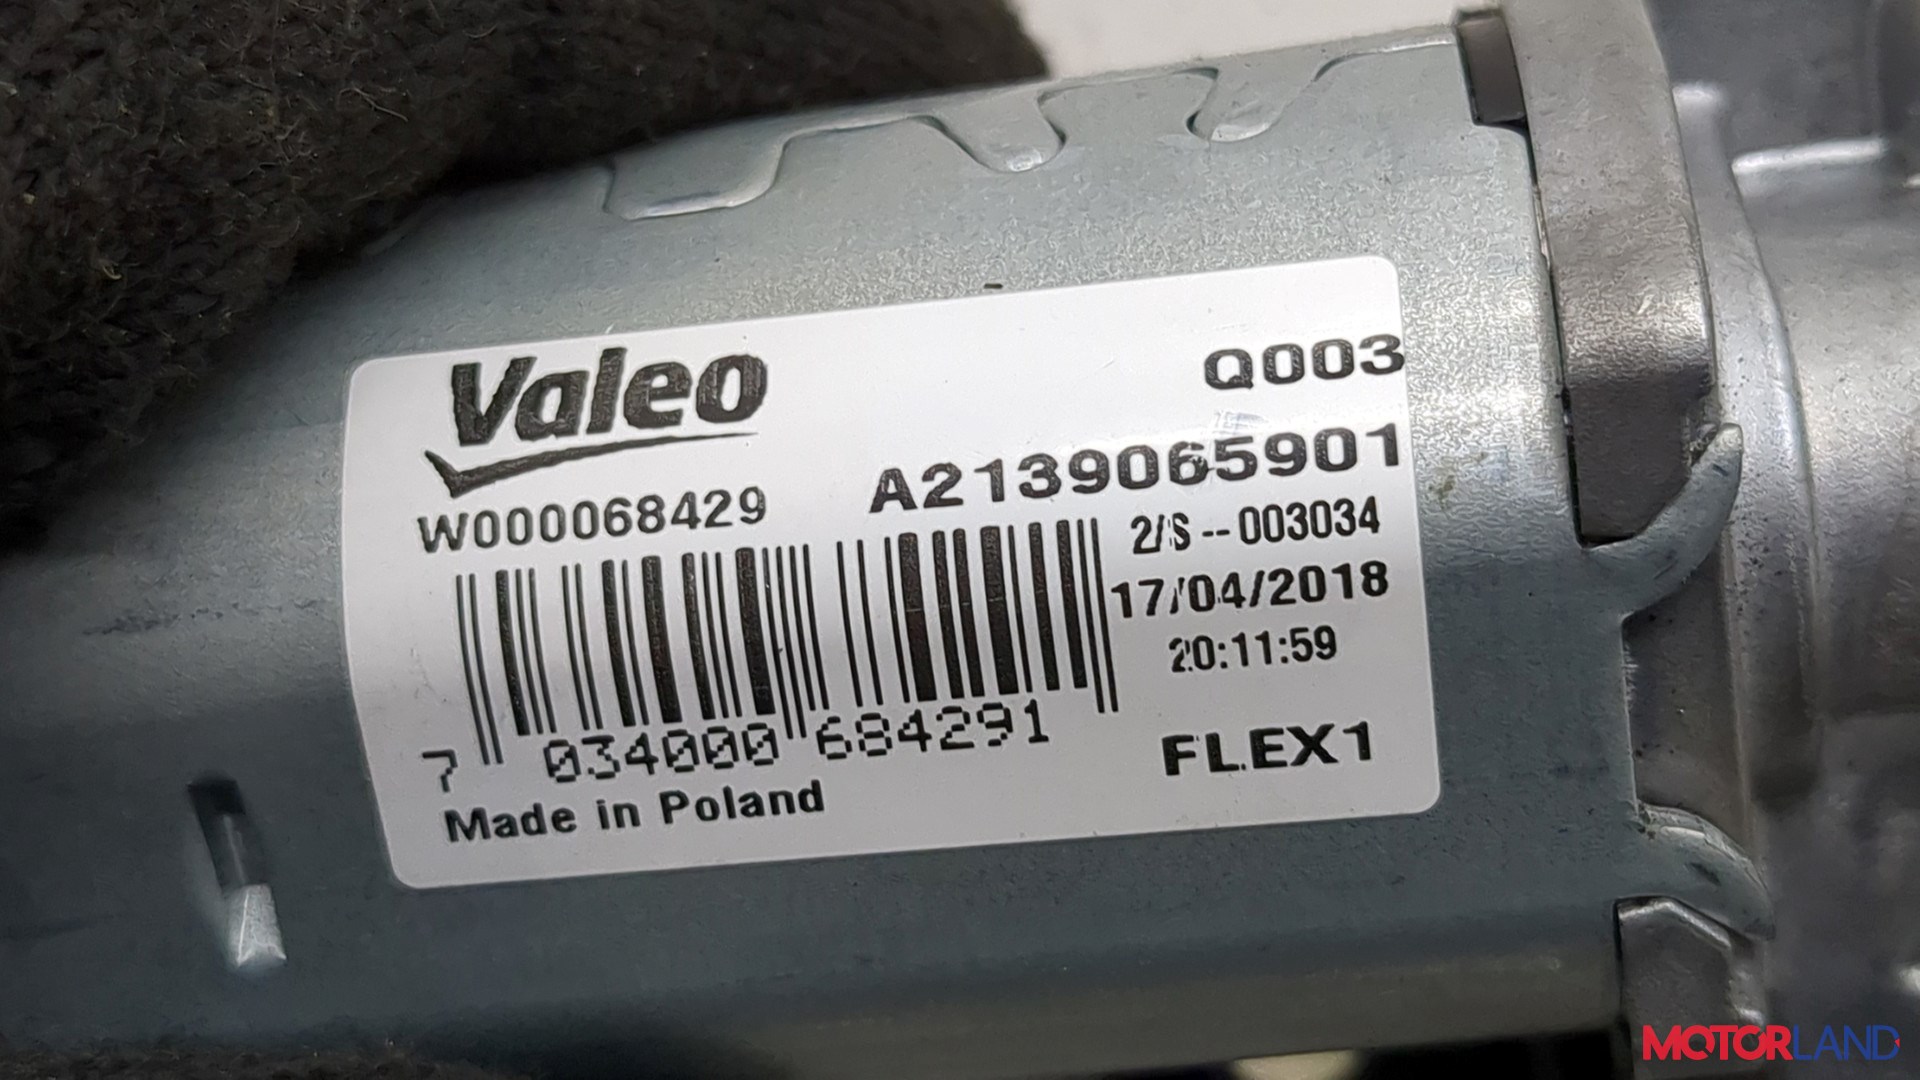 Valeo
Q003
W000068429
A2139065901
2/S--003034
17/04/2018
20:11:59
7 034000 684291
FLEX1
Made in Poland
MOTORLAND